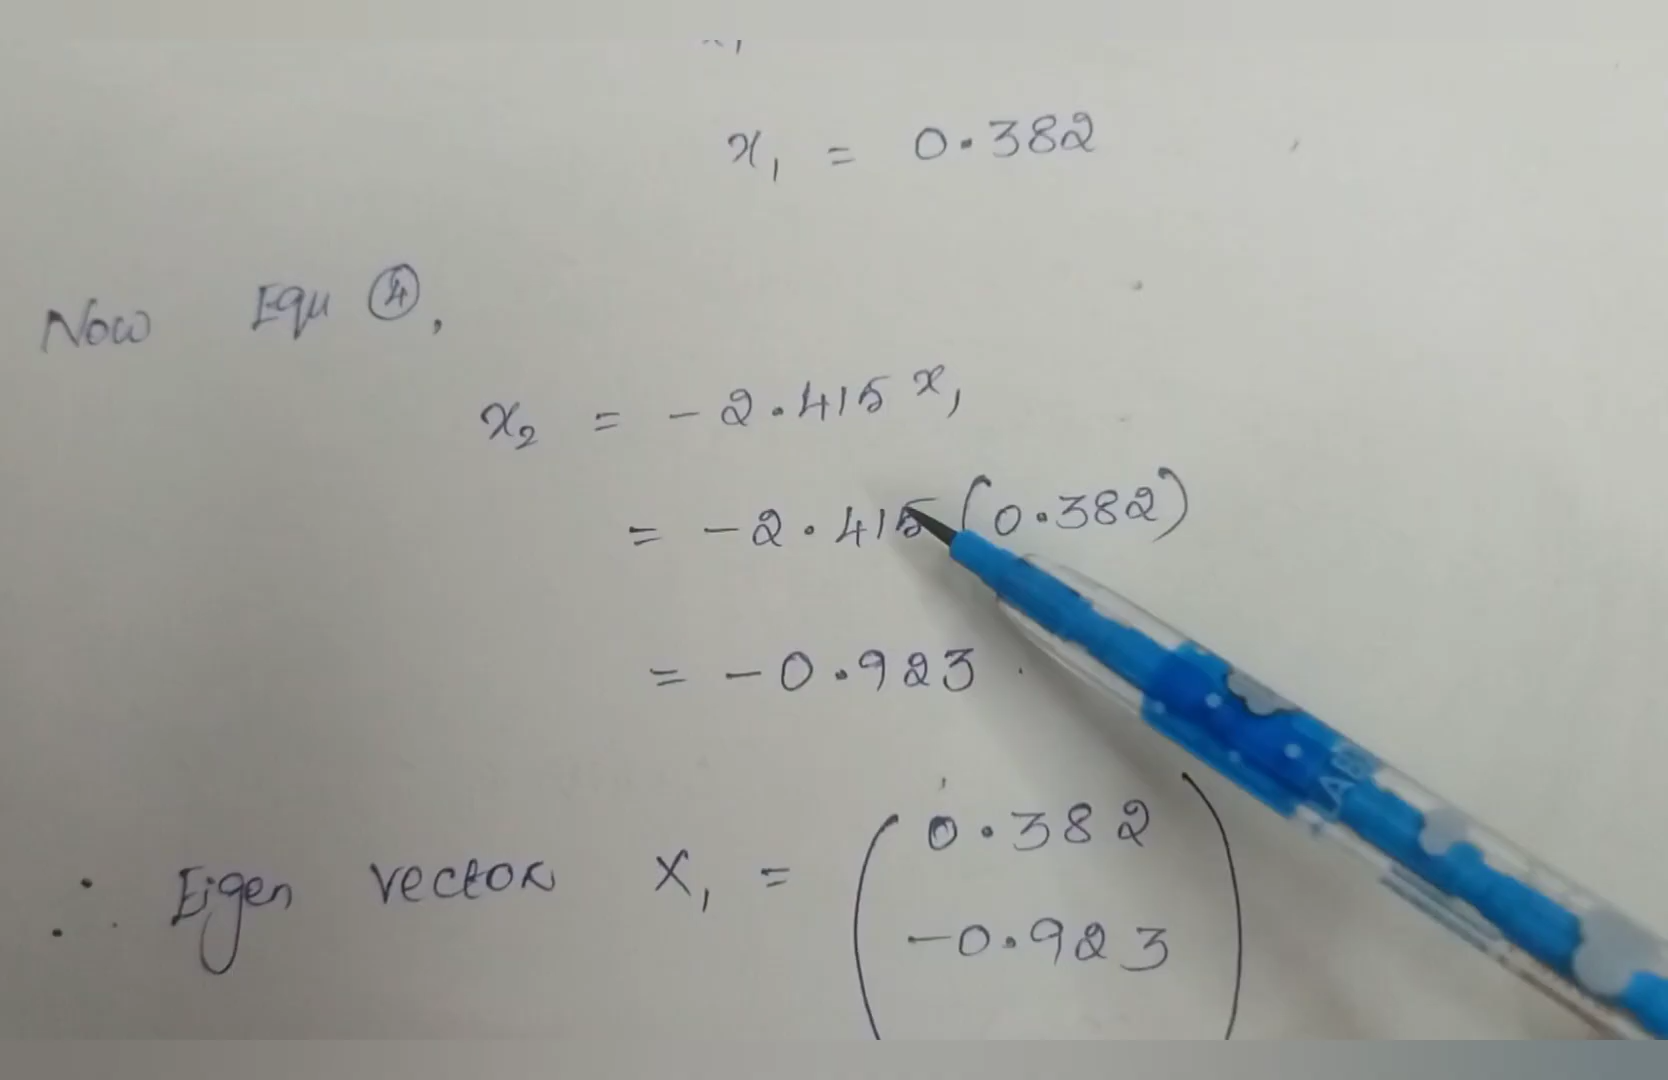 x₁ = 0.382
Now Equ ④,
x₂ = -2.415 x₁
= -2.415 (0.382)
= -0.923
∴ Eigen vector X₁ = (0.382
-0.923)